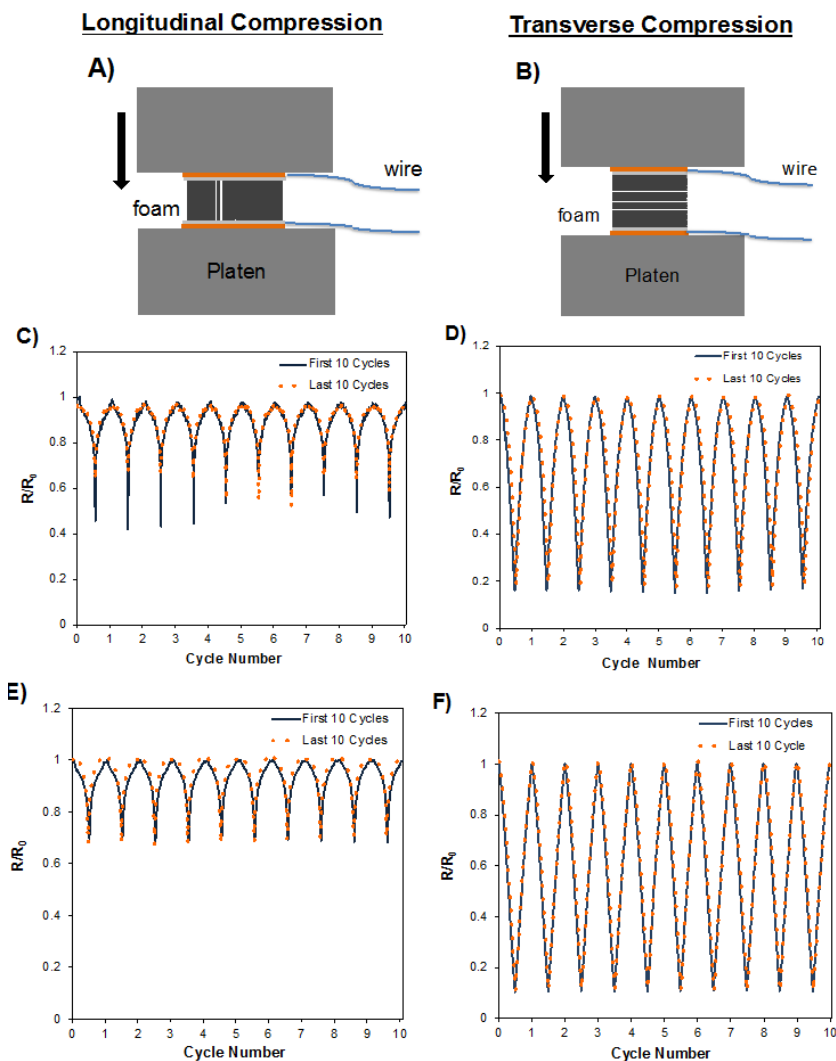 Longitudinal Compression
Transverse Compression
A)
wire
foam
Platen
B)
wire
foam
Platen
C)
1.2
1
0.8
0.6
0.4
0.2
0
R/R0
First 10 Cycles
Last 10 Cycles
0 1 2 3 4 5 6 7 8 9 10
Cycle Number
D)
1.2
1
0.8
0.6
0.4
0.2
0
R/R0
First 10 Cycles
Last 10 Cycles
0 1 2 3 4 5 6 7 8 9 10
Cycle Number
E)
1.2
1
0.8
0.6
0.4
0.2
0
R/R0
First 10 Cycles
Last 10 Cycles
0 1 2 3 4 5 6 7 8 9 10
Cycle Number
F)
1.2
1
0.8
0.6
0.4
0.2
0
R/R0
First 10 Cycles
Last 10 Cycle
0 1 2 3 4 5 6 7 8 9 10
Cycle Number